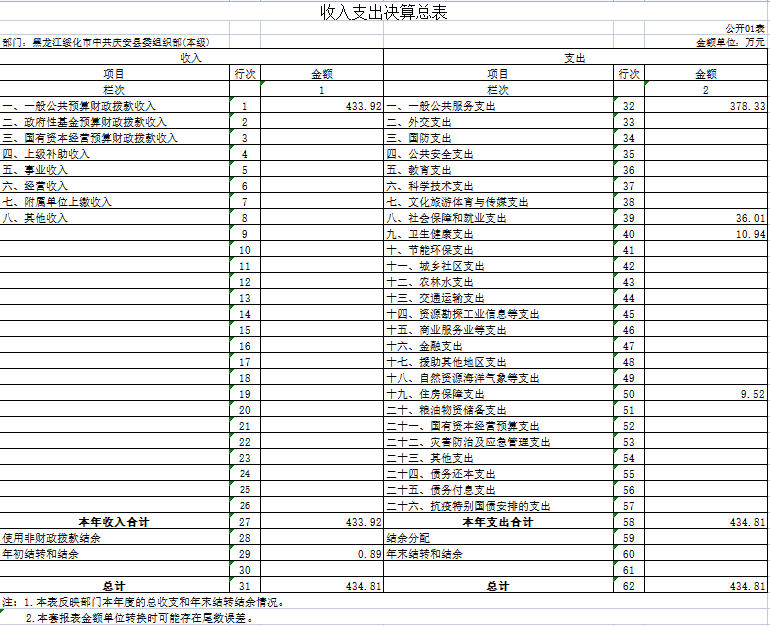 收入支出决算总表
公开01表
部门：黑龙江绥化市中共庆安县委组织部(本级) 金额单位：万元
收入 支出
项目 行次 金额 项目 行次 金额
栏次 1 栏次 2
一、一般公共预算财政拨款收入 1 433.92 一、一般公共服务支出 32 378.33
二、政府性基金预算财政拨款收入 2 二、外交支出 33
三、国有资本经营预算财政拨款收入 3 三、国防支出 34
四、上级补助收入 4 四、公共安全支出 35
五、事业收入 5 五、教育支出 36
六、经营收入 6 六、科学技术支出 37
七、附属单位上缴收入 7 七、文化旅游体育与传媒支出 38
八、其他收入 8 八、社会保障和就业支出 39 36.01
9 九、卫生健康支出 40 10.94
10 十、节能环保支出 41
11 十一、城乡社区支出 42
12 十二、农林水支出 43
13 十三、交通运输支出 44
14 十四、资源勘探工业信息等支出 45
15 十五、商业服务业等支出 46
16 十六、金融支出 47
17 十七、援助其他地区支出 48
18 十八、自然资源海洋气象等支出 49
19 十九、住房保障支出 50 9.52
20 二十、粮油物资储备支出 51
21 二十一、国有资本经营预算支出 52
22 二十二、灾害防治及应急管理支出 53
23 二十三、其他支出 54
24 二十四、债务还本支出 55
25 二十五、债务付息支出 56
26 二十六、抗疫特别国债安排的支出 57
本年收入合计 27 433.92 本年支出合计 58 434.81
使用非财政拨款结余 28 结余分配 59
年初结转和结余 29 0.89 年末结转和结余 60
30 61
总计 31 434.81 总计 62 434.81
注：1.本表反映部门本年度的总收支和年末结转结余情况。
2.本套报表金额单位转换时可能存在尾数误差。